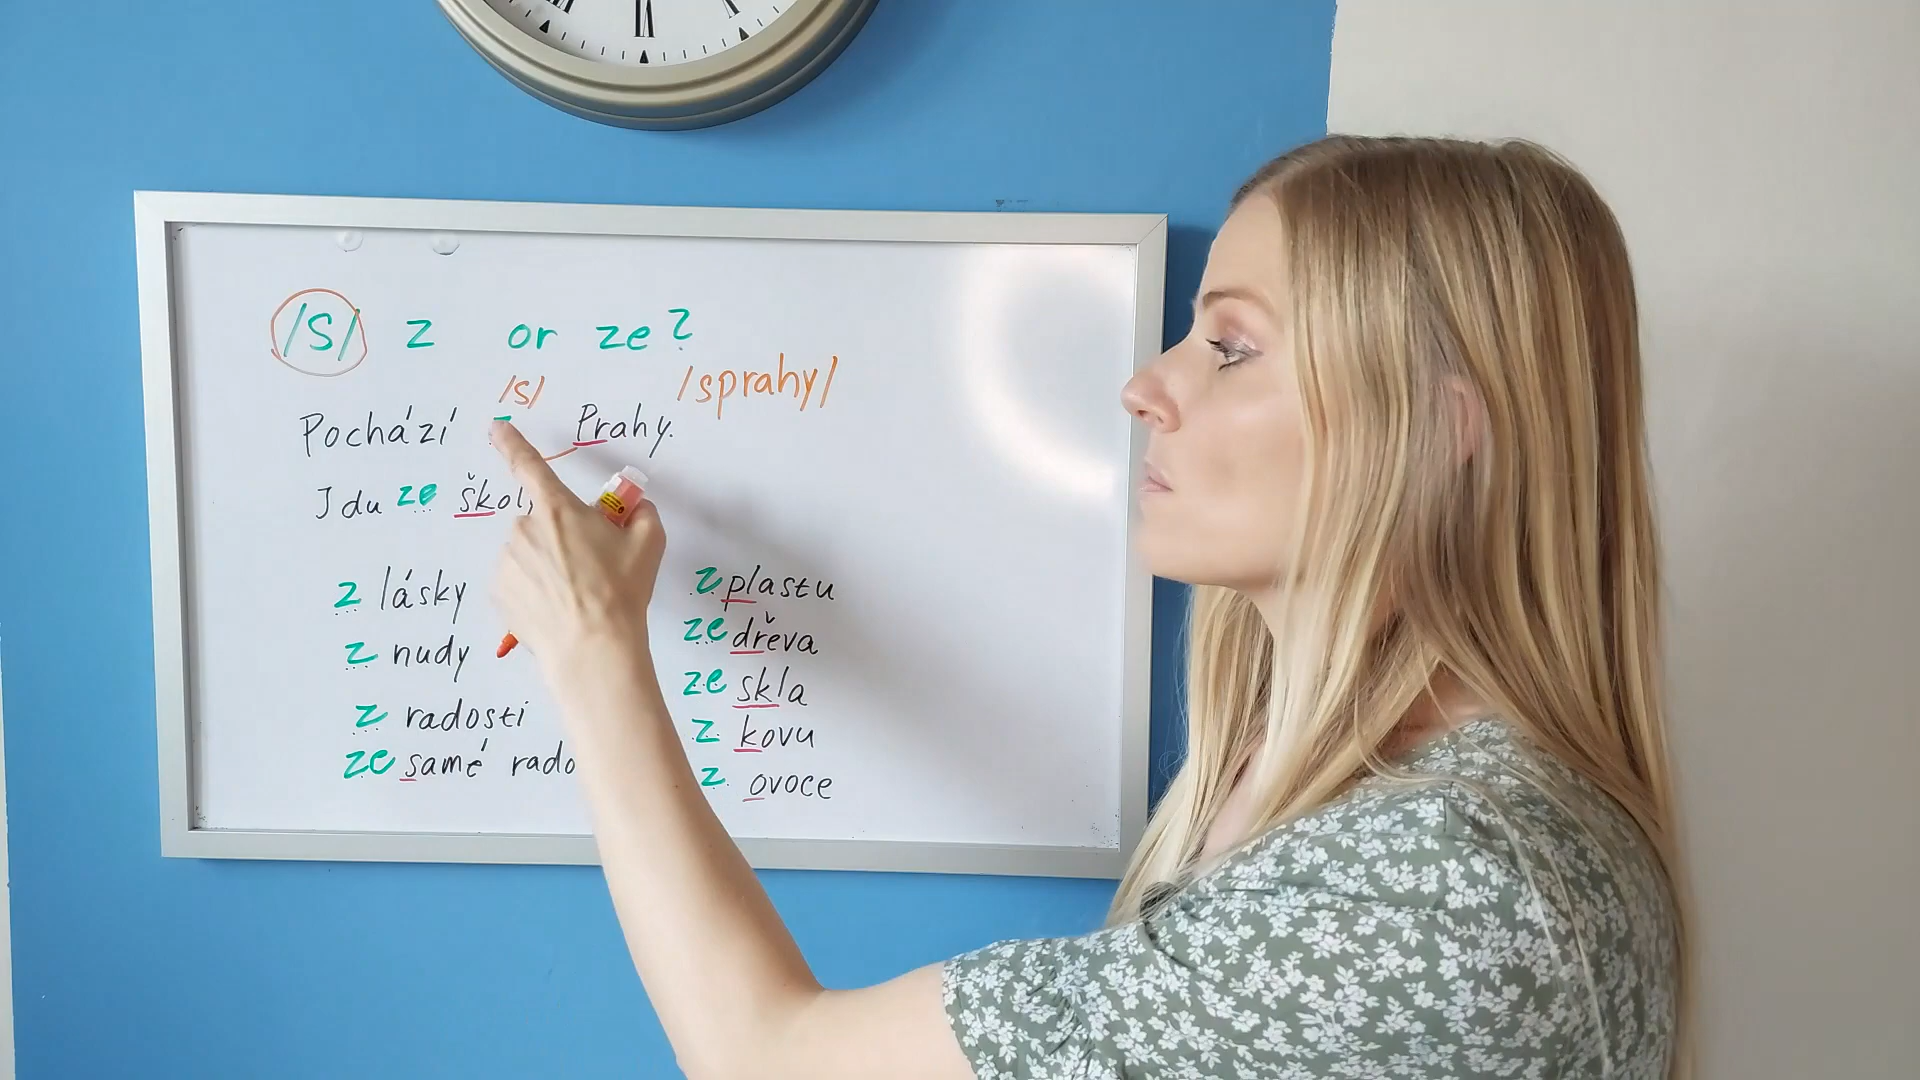 /S/ z or ze?
/S/ /sprahy/
Pochází z Prahy.
Jdu ze
z lásky
z nudy
z radosti
ze samé
z plastu
ze dřeva
ze skla
z kovu
z ovoce